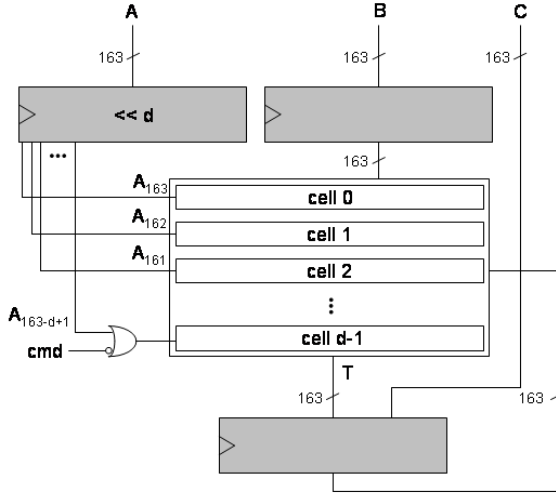 A B C
163 163 163
<< d
...
163
A163 cell 0
A162 cell 1
A161 cell 2
...
A163-d+1
cmd cell d-1
T
163 163